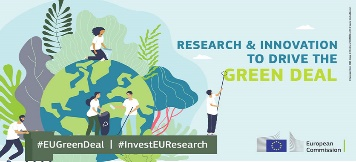 RESEARCH & INNOVATION
TO DRIVE THE
GREEN DEAL
#EUGreenDeal | #InvestEUResearch
European
Commission